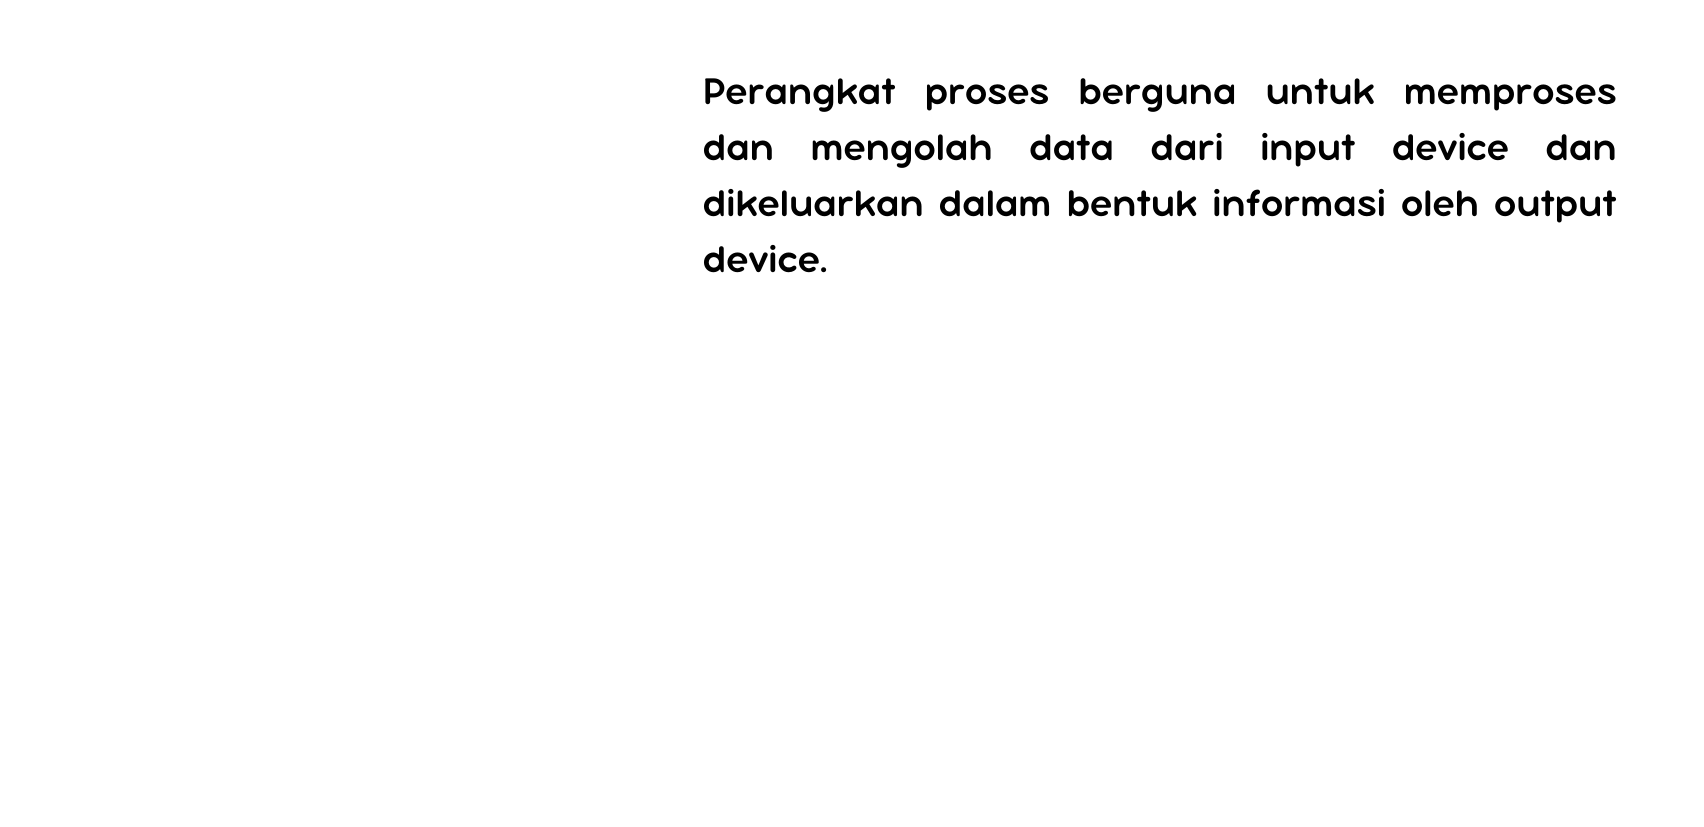 Perangkat proses berguna untuk memproses
dan mengolah data dari input device dan
dikeluarkan dalam bentuk informasi oleh output
device.